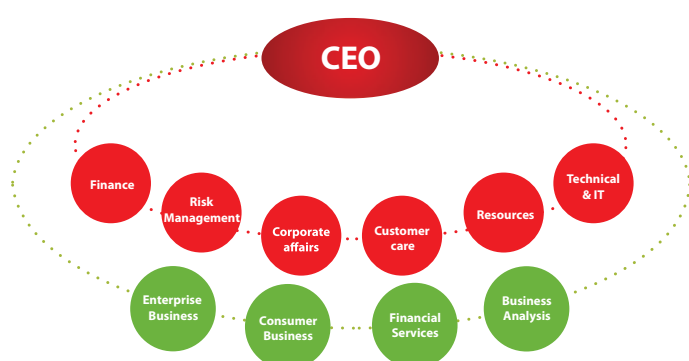 CEO
Finance
Risk
Management
Corporate
affairs
Customer
care
Resources
Technical
& IT
Enterprise
Business
Consumer
Business
Financial
Services
Business
Analysis